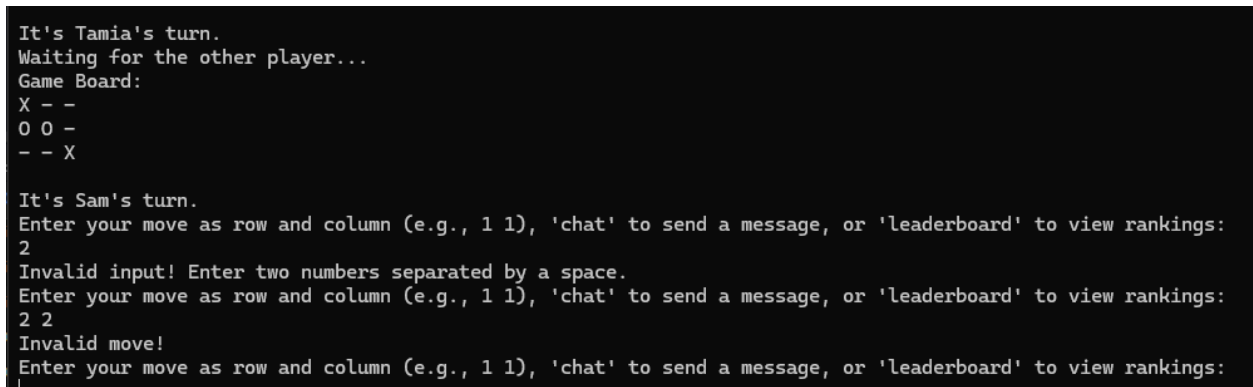 It's Tamia's turn.
Waiting for the other player...
Game Board:
X - -
O O -
- - X
It's Sam's turn.
Enter your move as row and column (e.g., 1 1), 'chat' to send a message, or 'leaderboard' to view rankings:
2
Invalid input! Enter two numbers separated by a space.
Enter your move as row and column (e.g., 1 1), 'chat' to send a message, or 'leaderboard' to view rankings:
2 2
Invalid move!
Enter your move as row and column (e.g., 1 1), 'chat' to send a message, or 'leaderboard' to view rankings: